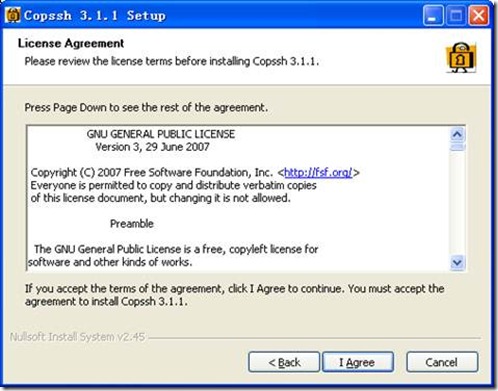 Copssh 3.1.1 Setup
License Agreement
Please review the license terms before installing Copssh 3.1.1.
Press Page Down to see the rest of the agreement.
GNU GENERAL PUBLIC LICENSE
Version 3, 29 June 2007
Copyright (C) 2007 Free Software Foundation, Inc. <http://fsf.org/>
Everyone is permitted to copy and distribute verbatim copies
of this license document, but changing it is not allowed.
Preamble
The GNU General Public License is a free, copyleft license for
software and other kinds of works.
If you accept the terms of the agreement, click I Agree to continue. You must accept the
agreement to install Copssh 3.1.1.
Nullsoft Install System v2.45
< Back I Agree Cancel